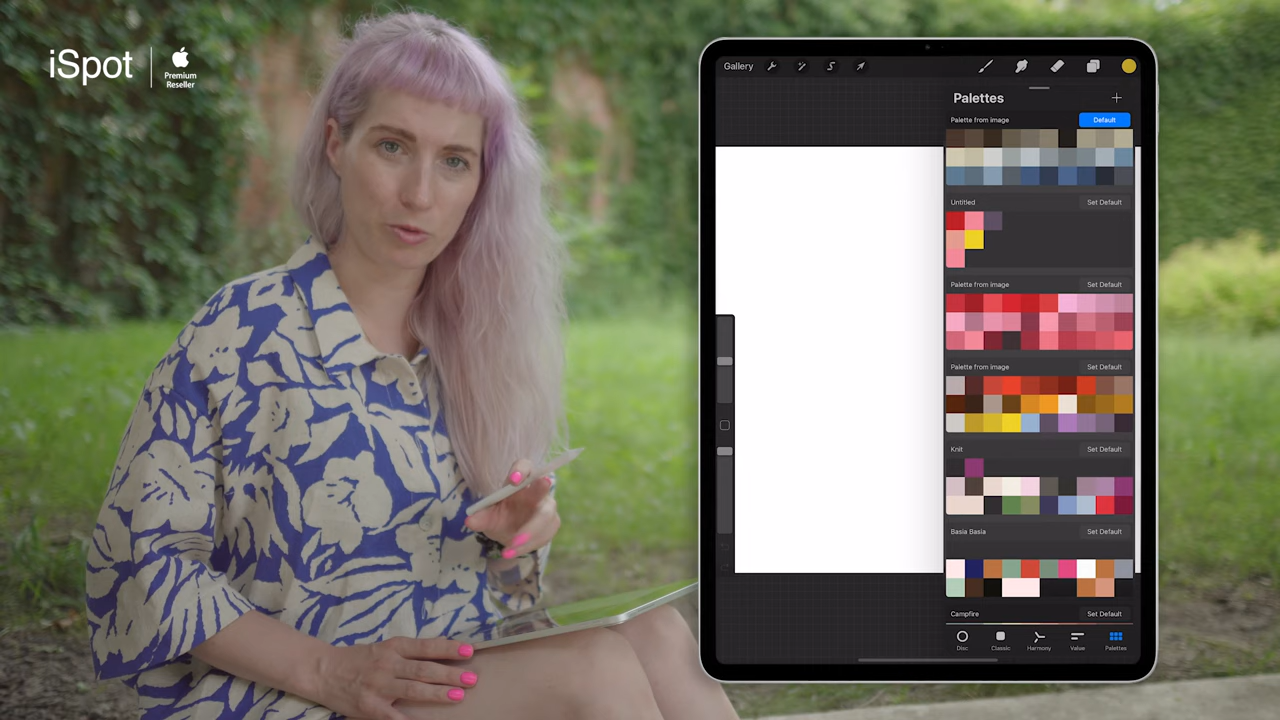 iSpot
Premium
Reseller
Gallery
Palettes
Palette from image
Default
Untitled
Set Default
Palette from image
Set Default
Palette from image
Set Default
Knit
Set Default
Basia Basia
Set Default
Campfire
Set Default
Disc
Classic
Harmony
Value
Palettes